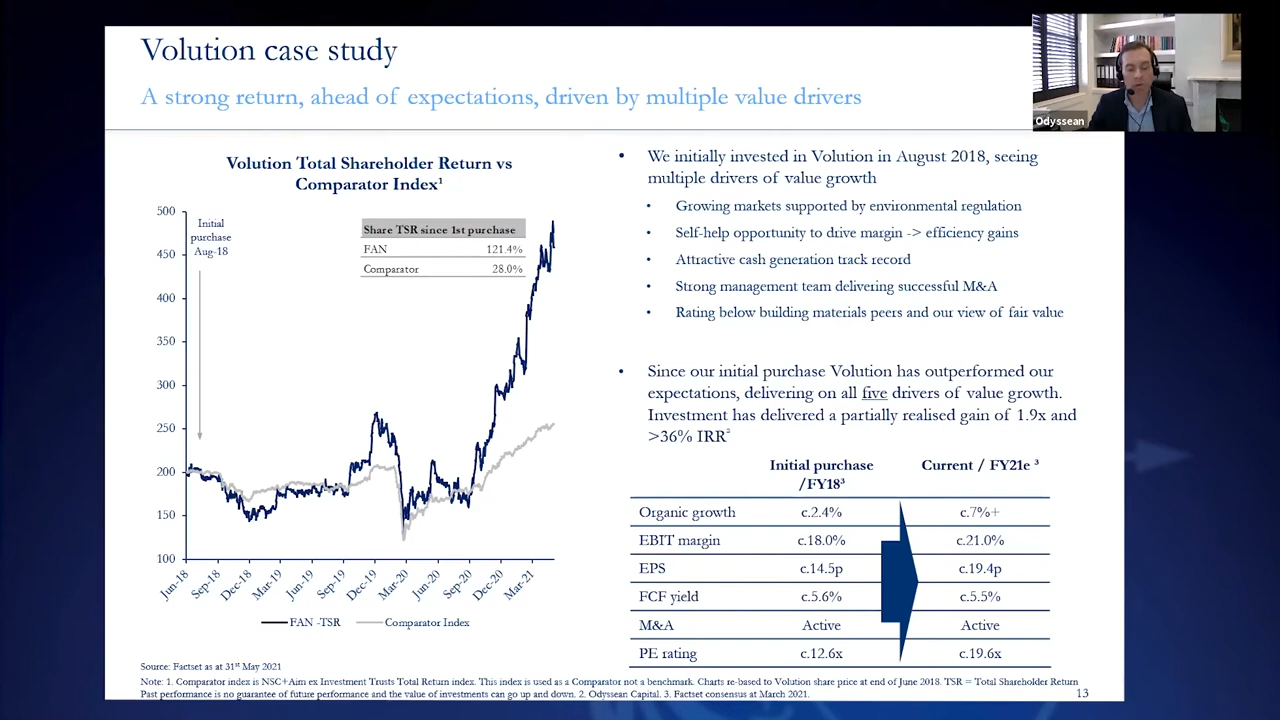 Volution case study
A strong return, ahead of expectations, driven by multiple value drivers
Odyssean
Volution Total Shareholder Return vs
Comparator Index¹
500
450
400
350
300
250
200
150
100
Initial
purchase
Aug-18
Share TSR since 1st purchase
FAN 121.4%
Comparator 28.0%
Jun-18 Sep-18 Dec-18 Mar-19 Jun-19 Sep-19 Dec-19 Mar-20 Jun-20 Sep-20 Dec-20 Mar-21
FAN -TSR Comparator Index
• We initially invested in Volution in August 2018, seeing
multiple drivers of value growth
• Growing markets supported by environmental regulation
• Self-help opportunity to drive margin -> efficiency gains
• Attractive cash generation track record
• Strong management team delivering successful M&A
• Rating below building materials peers and our view of fair value
• Since our initial purchase Volution has outperformed our
expectations, delivering on all five drivers of value growth.
Investment has delivered a partially realised gain of 1.9x and
>36% IRR²
Initial purchase
/FY18³
Current / FY21e ³
Organic growth c.2.4% c.7%+
EBIT margin c.18.0% c.21.0%
EPS c.14.5p c.19.4p
FCF yield c.5.6% c.5.5%
M&A Active Active
PE rating c.12.6x c.19.6x
Source: Factset as at 31st May 2021
Note: 1. Comparator index is NSC+Aim ex Investment Trusts Total Return index. This index is used as a Comparator not a benchmark. Charts re-based to Volution share price at end of June 2018. TSR = Total Shareholder Return
Past performance is no guarantee of future performance and the value of investments can go up and down. 2. Odyssean Capital. 3. Factset consensus at March 2021.
13